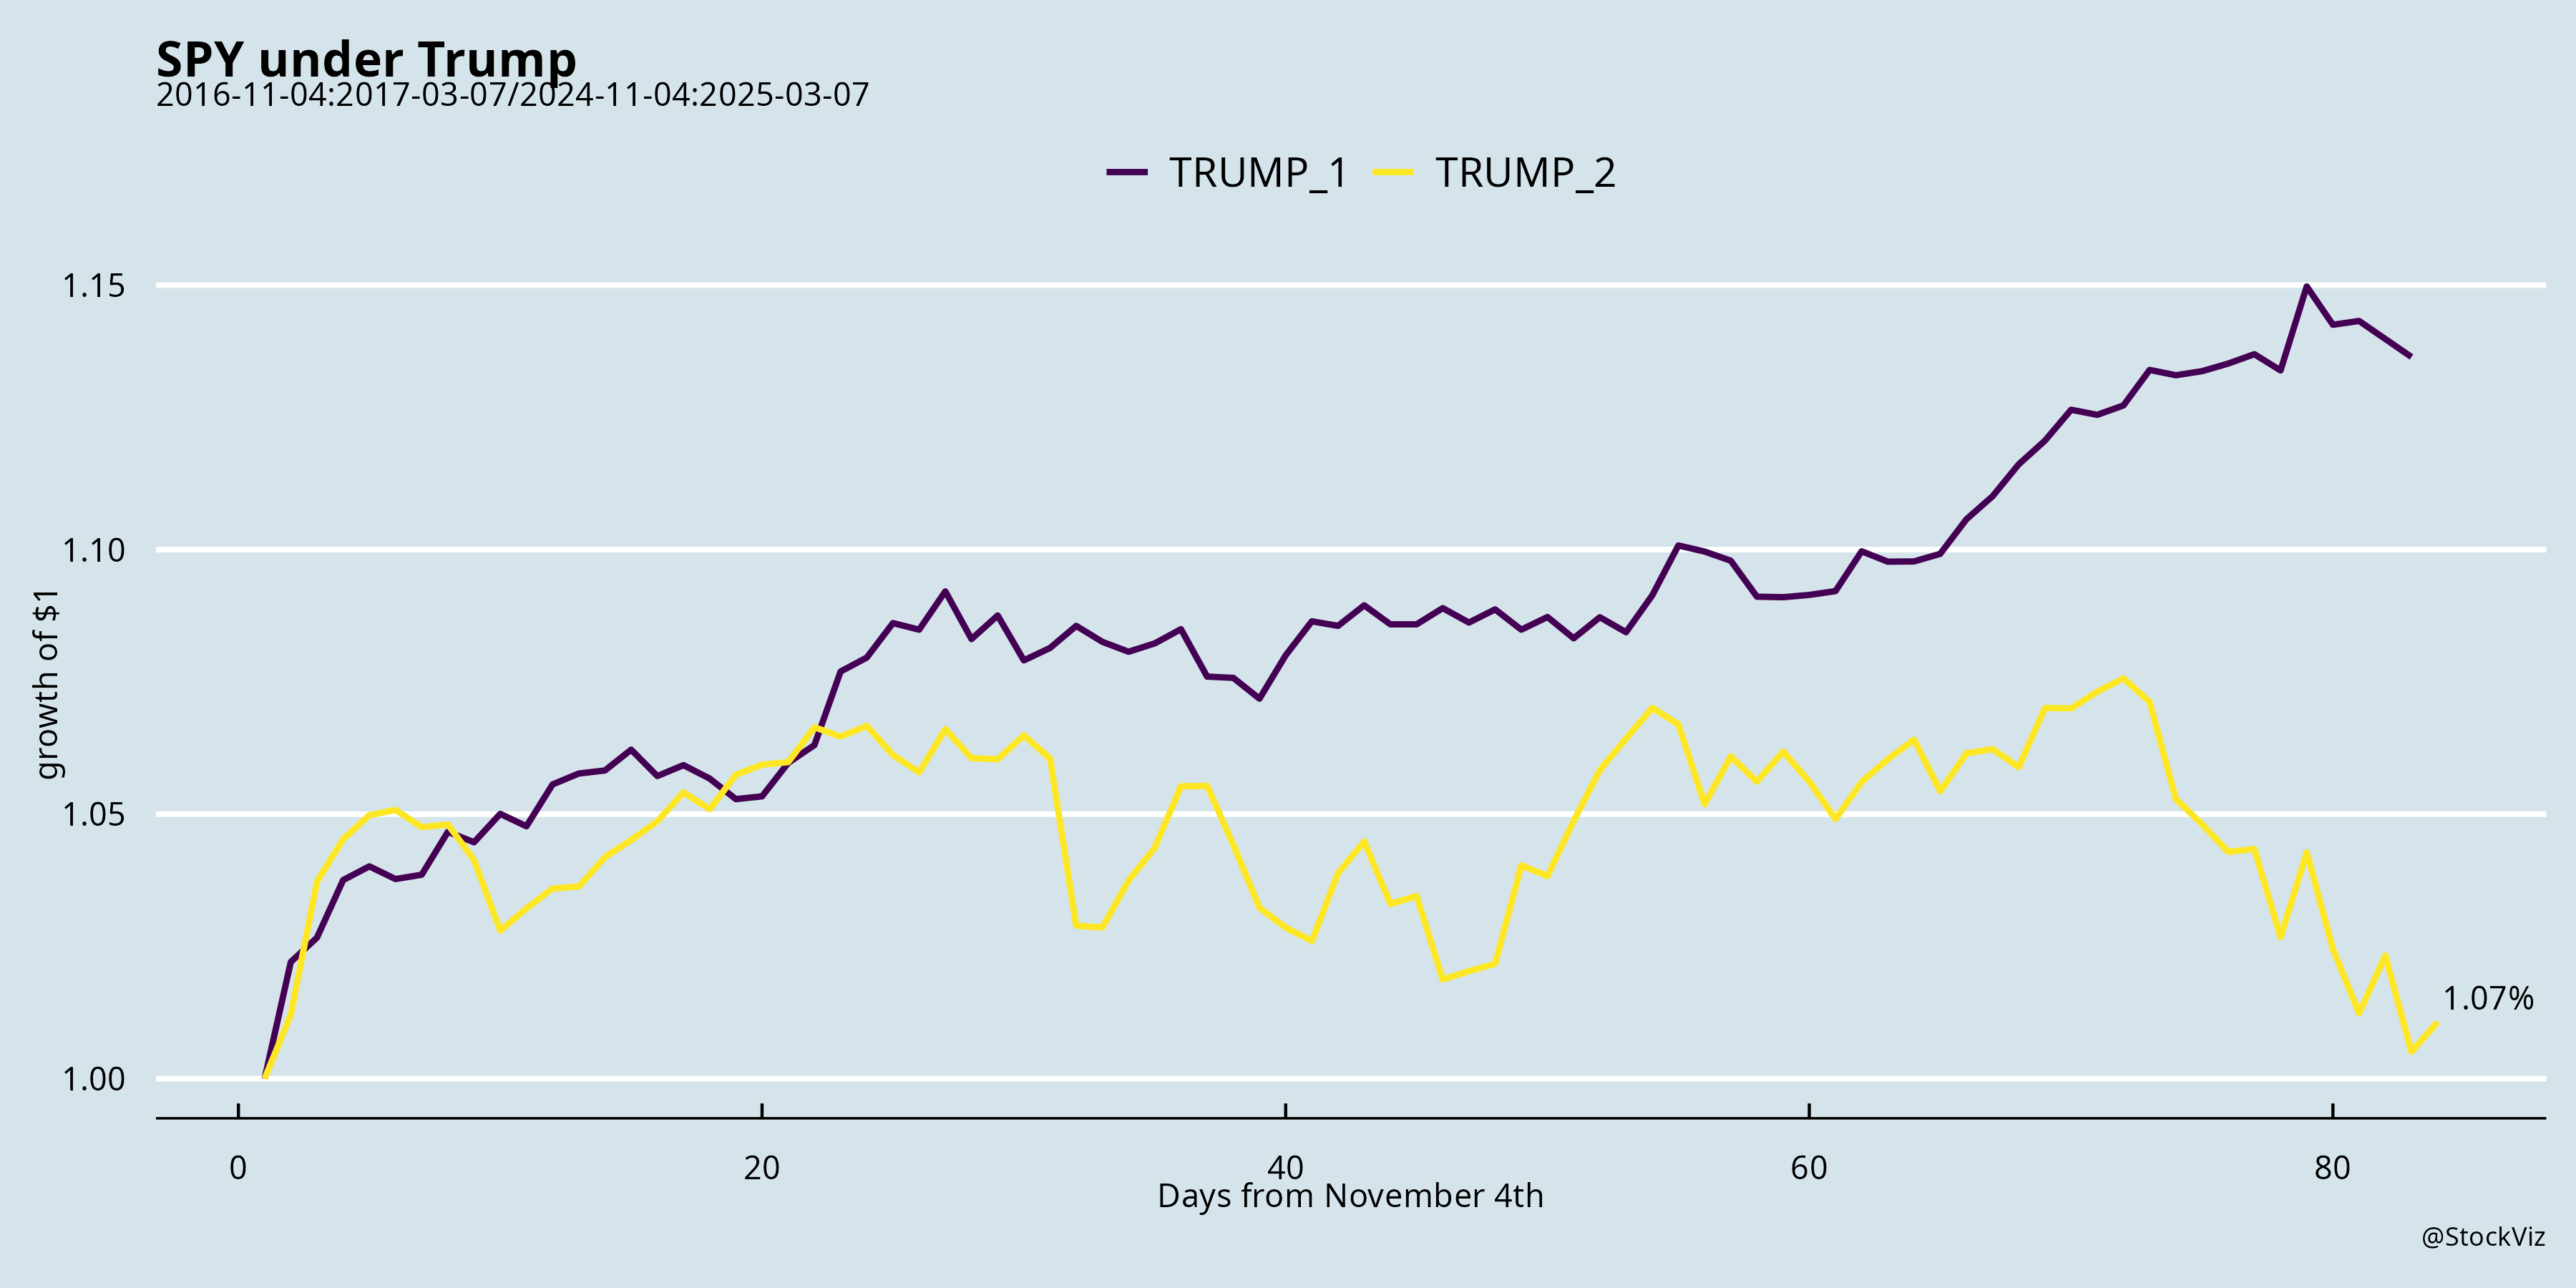 SPY under Trump
2016-11-04:2017-03-07/2024-11-04:2025-03-07
TRUMP_1 TRUMP_2
1.15
1.10
1.05
1.00
growth of $1
1.07%
0 20 40 60 80
Days from November 4th
@StockViz